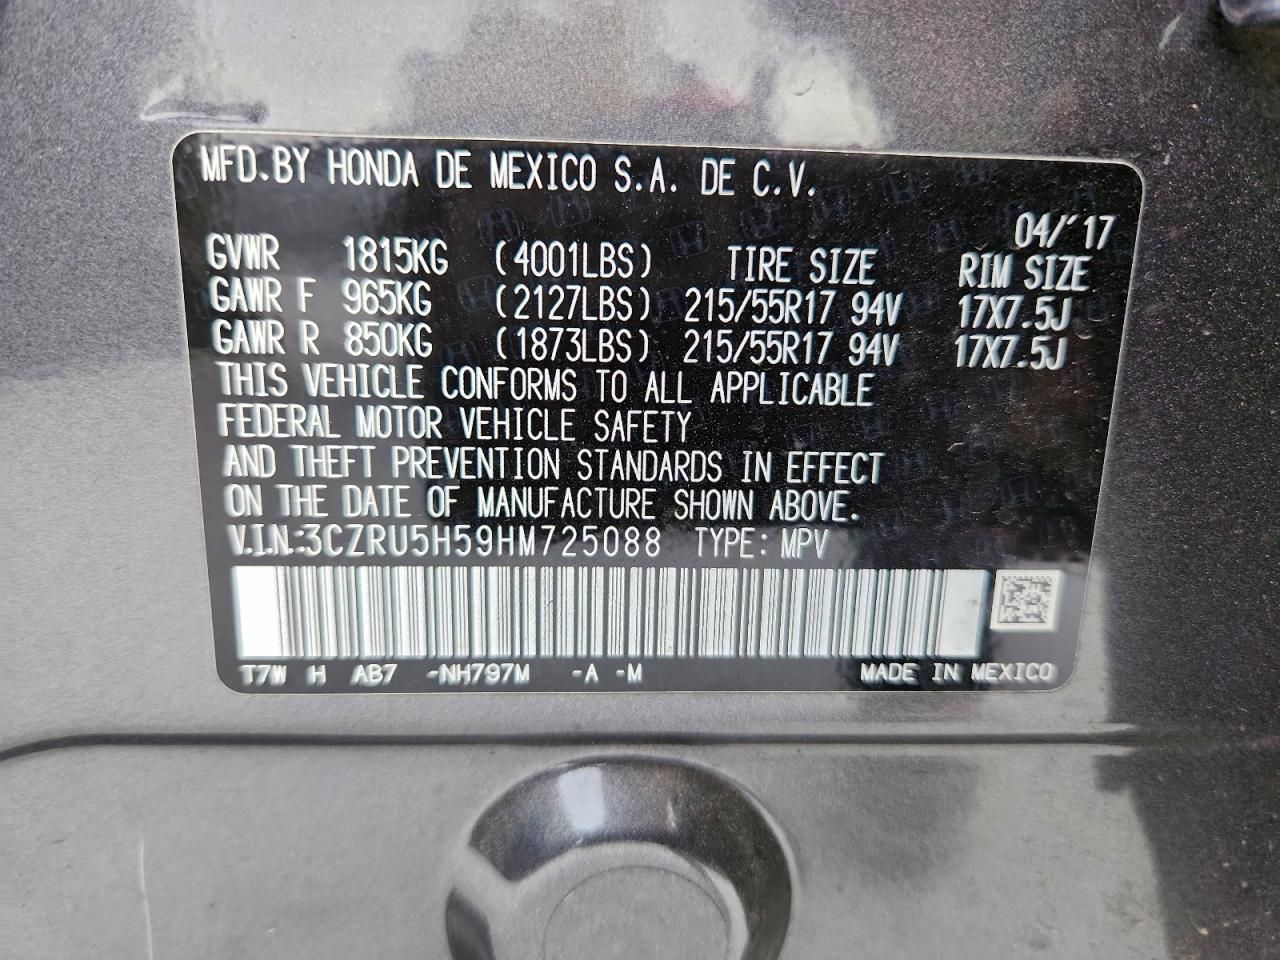 MFD.BY HONDA DE MEXICO S.A. DE C.V.
04/'17
GVWR 1815KG (4001LBS) TIRE SIZE RIM SIZE
GAWR F 965KG (2127LBS) 215/55R17 94V 17X7.5J
GAWR R 850KG (1873LBS) 215/55R17 94V 17X7.5J
THIS VEHICLE CONFORMS TO ALL APPLICABLE
FEDERAL MOTOR VEHICLE SAFETY
AND THEFT PREVENTION STANDARDS IN EFFECT
ON THE DATE OF MANUFACTURE SHOWN ABOVE.
V.I.N.:3CZRU5H59HM725088 TYPE: MPV
T7W H AB7 -NH797M -A -M MADE IN MEXICO